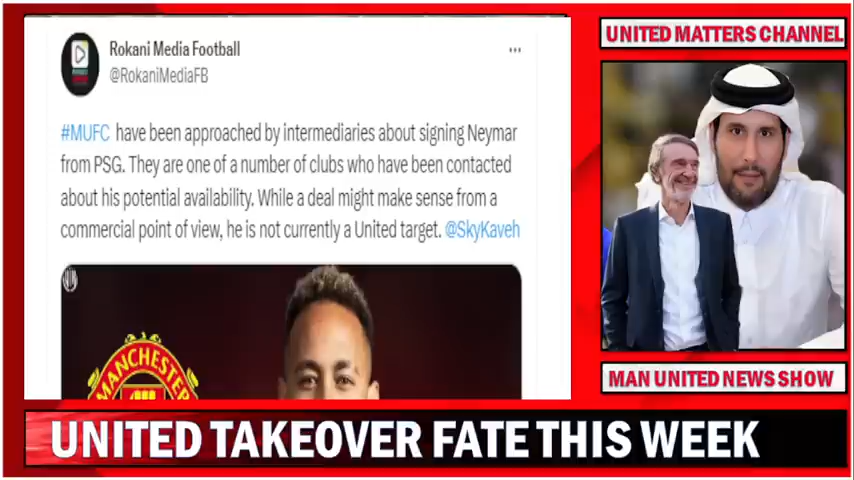 Rokani Media Football
@RokaniMediaFB
#MUFC have been approached by intermediaries about signing Neymar
from PSG. They are one of a number of clubs who have been contacted
about his potential availability. While a deal might make sense from a
commercial point of view, he is not currently a United target. @SkyKaveh
MANCHESTER
UNITED MATTERS CHANNEL
MAN UNITED NEWS SHOW
UNITED TAKEOVER FATE THIS WEEK